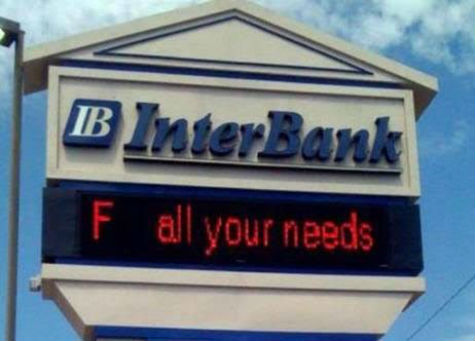 IB InterBank
F all your needs